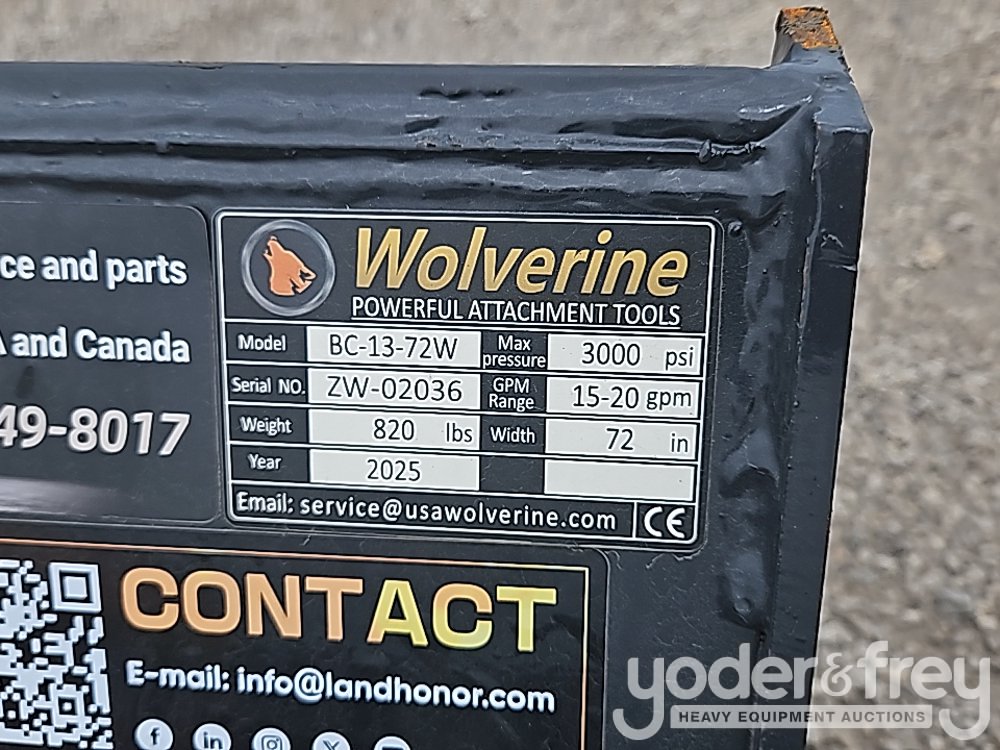 ce and parts
and Canada
49-8017
Wolverine
POWERFUL ATTACHMENT TOOLS
Model BC-13-72W Max pressure 3000 psi
Serial NO. ZW-02036 GPM Range 15-20 gpm
Weight 820 lbs Width 72 in
Year 2025
Email: service@usawolverine.com CE
CONTACT
E-mail: info@landhonor.com
yoder&frey
HEAVY EQUIPMENT AUCTIONS